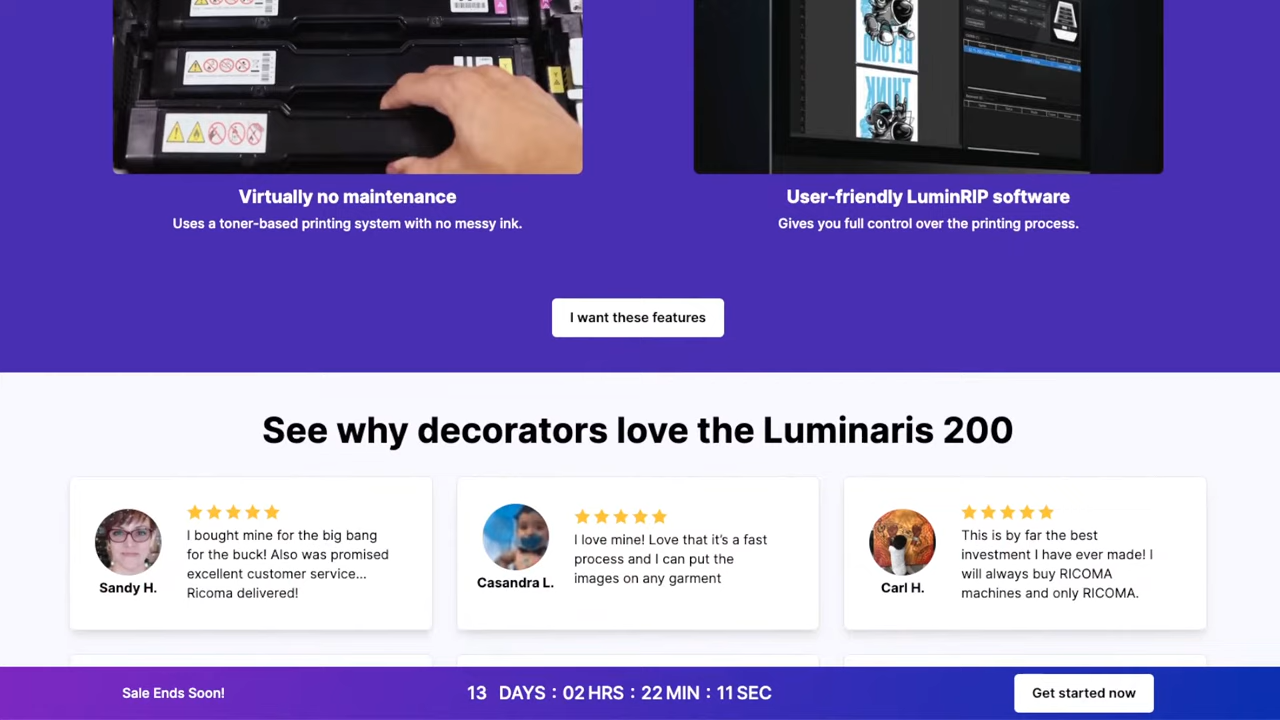 BEYOND
THINK
Virtually no maintenance
Uses a toner-based printing system with no messy ink.
User-friendly LuminRIP software
Gives you full control over the printing process.
I want these features
See why decorators love the Luminaris 200
I bought mine for the big bang
for the buck! Also was promised
excellent customer service...
Ricoma delivered!
Sandy H.
I love mine! Love that it's a fast
process and I can put the
images on any garment
Casandra L.
This is by far the best
investment I have ever made! I
will always buy RICOMA
machines and only RICOMA.
Carl H.
Sale Ends Soon!
13 DAYS : 02 HRS : 22 MIN : 11 SEC
Get started now